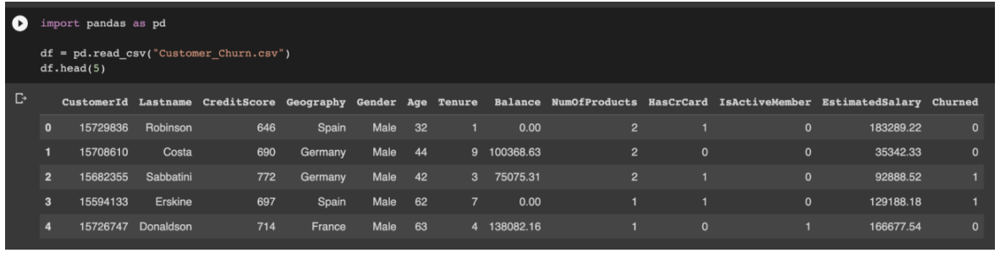 import pandas as pd
df = pd.read_csv("Customer_Churn.csv")
df.head(5)
CustomerId Lastname CreditScore Geography Gender Age Tenure Balance NumOfProducts HasCrCard IsActiveMember EstimatedSalary Churned
0 15729836 Robinson 646 Spain Male 32 1 0.00 2 1 0 183289.22 0
1 15708610 Costa 690 Germany Male 44 9 100368.63 2 0 0 35342.33 0
2 15682355 Sabbatini 772 Germany Male 42 3 75075.31 2 1 0 92888.52 1
3 15594133 Erskine 697 Spain Male 62 7 0.00 1 1 0 129188.18 1
4 15726747 Donaldson 714 France Male 63 4 138082.16 1 0 1 166677.54 0